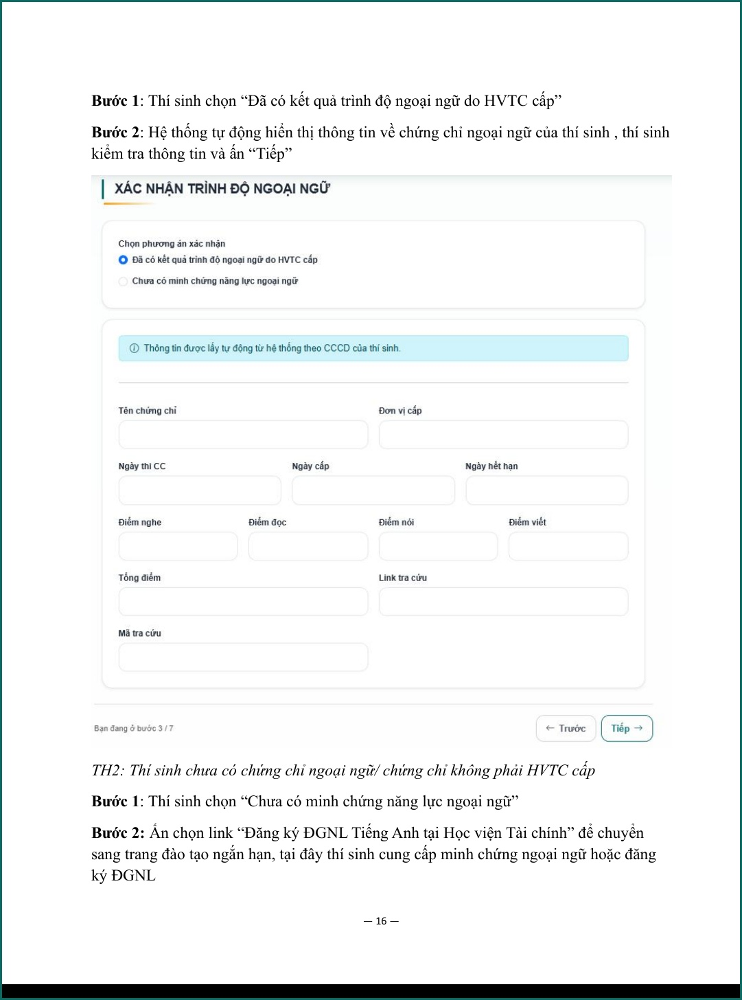 Bước 1: Thí sinh chọn “Đã có kết quả trình độ ngoại ngữ do HVTC cấp”
Bước 2: Hệ thống tự động hiển thị thông tin về chứng chỉ ngoại ngữ của thí sinh , thí sinh
kiểm tra thông tin và ấn “Tiếp”
XÁC NHẬN TRÌNH ĐỘ NGOẠI NGỮ
Chọn phương án xác nhận
Đã có kết quả trình độ ngoại ngữ do HVTC cấp
Chưa có minh chứng năng lực ngoại ngữ
Thông tin được lấy tự động từ hệ thống theo CCCD của thí sinh.
Tên chứng chỉ Đơn vị cấp
Ngày thi CC Ngày cấp Ngày hết hạn
Điểm nghe Điểm đọc Điểm nói Điểm viết
Tổng điểm Link tra cứu
Mã tra cứu
Bạn đang ở bước 3 / 7 ← Trước Tiếp →
TH2: Thí sinh chưa có chứng chỉ ngoại ngữ/ chứng chỉ không phải HVTC cấp
Bước 1: Thí sinh chọn “Chưa có minh chứng năng lực ngoại ngữ”
Bước 2: Ấn chọn link “Đăng ký ĐGNL Tiếng Anh tại Học viện Tài chính” để chuyển
sang trang đào tạo ngắn hạn, tại đây thí sinh cung cấp minh chứng ngoại ngữ hoặc đăng
ký ĐGNL
— 16 —